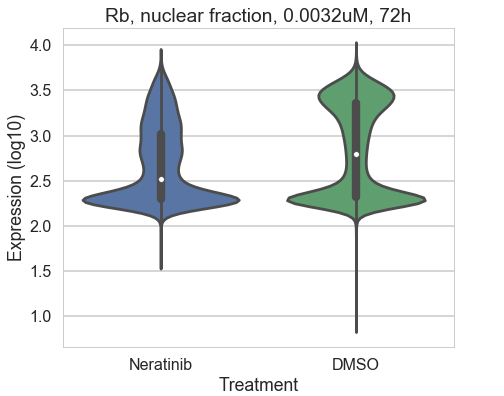 Rb, nuclear fraction, 0.0032uM, 72h
4.0
3.5
3.0
2.5
2.0
1.5
1.0
Expression (log10)
Neratinib DMSO
Treatment